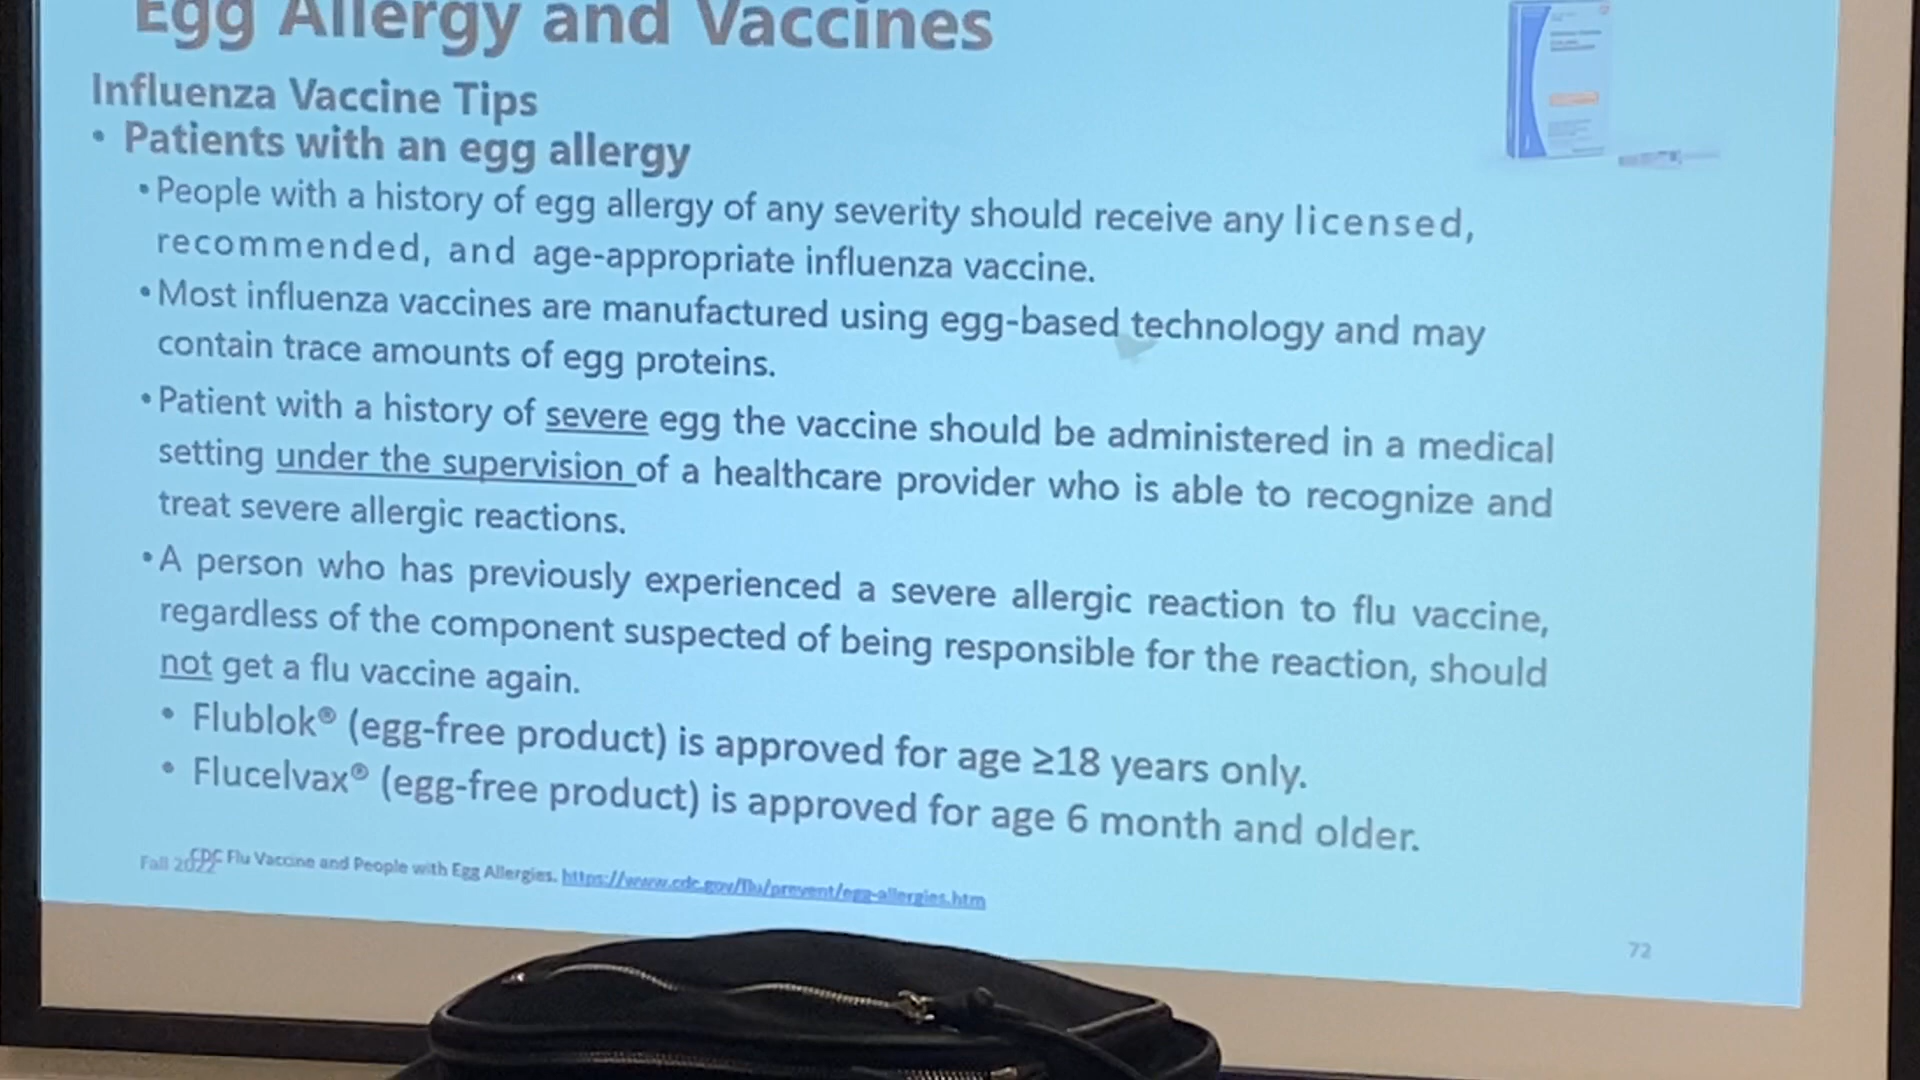 Egg Allergy and Vaccines
Influenza Vaccine Tips
• Patients with an egg allergy
• People with a history of egg allergy of any severity should receive any licensed,
recommended, and age-appropriate influenza vaccine.
• Most influenza vaccines are manufactured using egg-based technology and may
contain trace amounts of egg proteins.
• Patient with a history of severe egg the vaccine should be administered in a medical
setting under the supervision of a healthcare provider who is able to recognize and
treat severe allergic reactions.
• A person who has previously experienced a severe allergic reaction to flu vaccine,
regardless of the component suspected of being responsible for the reaction, should
not get a flu vaccine again.
• Flublok® (egg-free product) is approved for age ≥18 years only.
• Flucelvax® (egg-free product) is approved for age 6 month and older.
Fall 2022
CDC Flu Vaccine and People with Egg Allergies. https://www.cdc.gov/flu/prevent/egg-allergies.htm
72